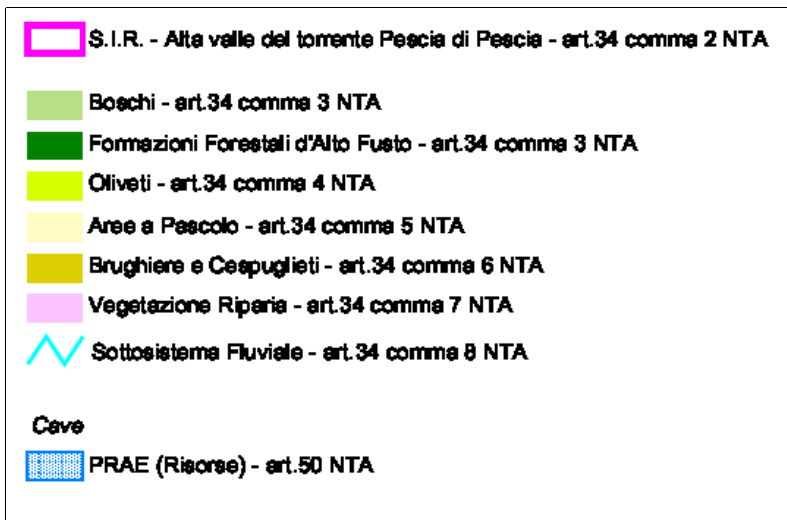 S.I.R. - Alta valle del torrente Pescia di Pescia - art.34 comma 2 NTA
Boschi - art.34 comma 3 NTA
Formazioni Forestali d'Alto Fusto - art.34 comma 3 NTA
Oliveti - art.34 comma 4 NTA
Aree a Pascolo - art.34 comma 5 NTA
Brughiere e Cespuglieti - art.34 comma 6 NTA
Vegetazione Riparia - art.34 comma 7 NTA
Sottosistema Fluviale - art.34 comma 8 NTA
Cave
PRAE (Risorse) - art.50 NTA